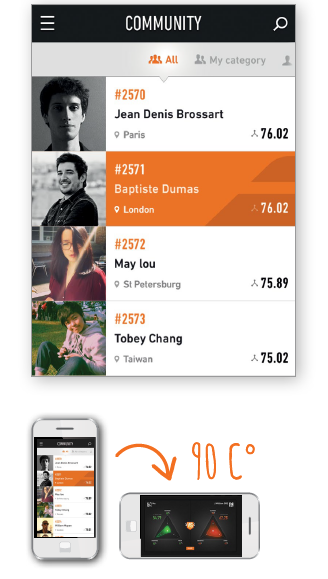 COMMUNITY
All My category
#2570
Jean Denis Brossart
Paris 76.02
#2571
Baptiste Dumas
London 76.02
#2572
May lou
St Petersburg 75.89
#2573
Tobey Chang
Taiwan 75.02
90 C°